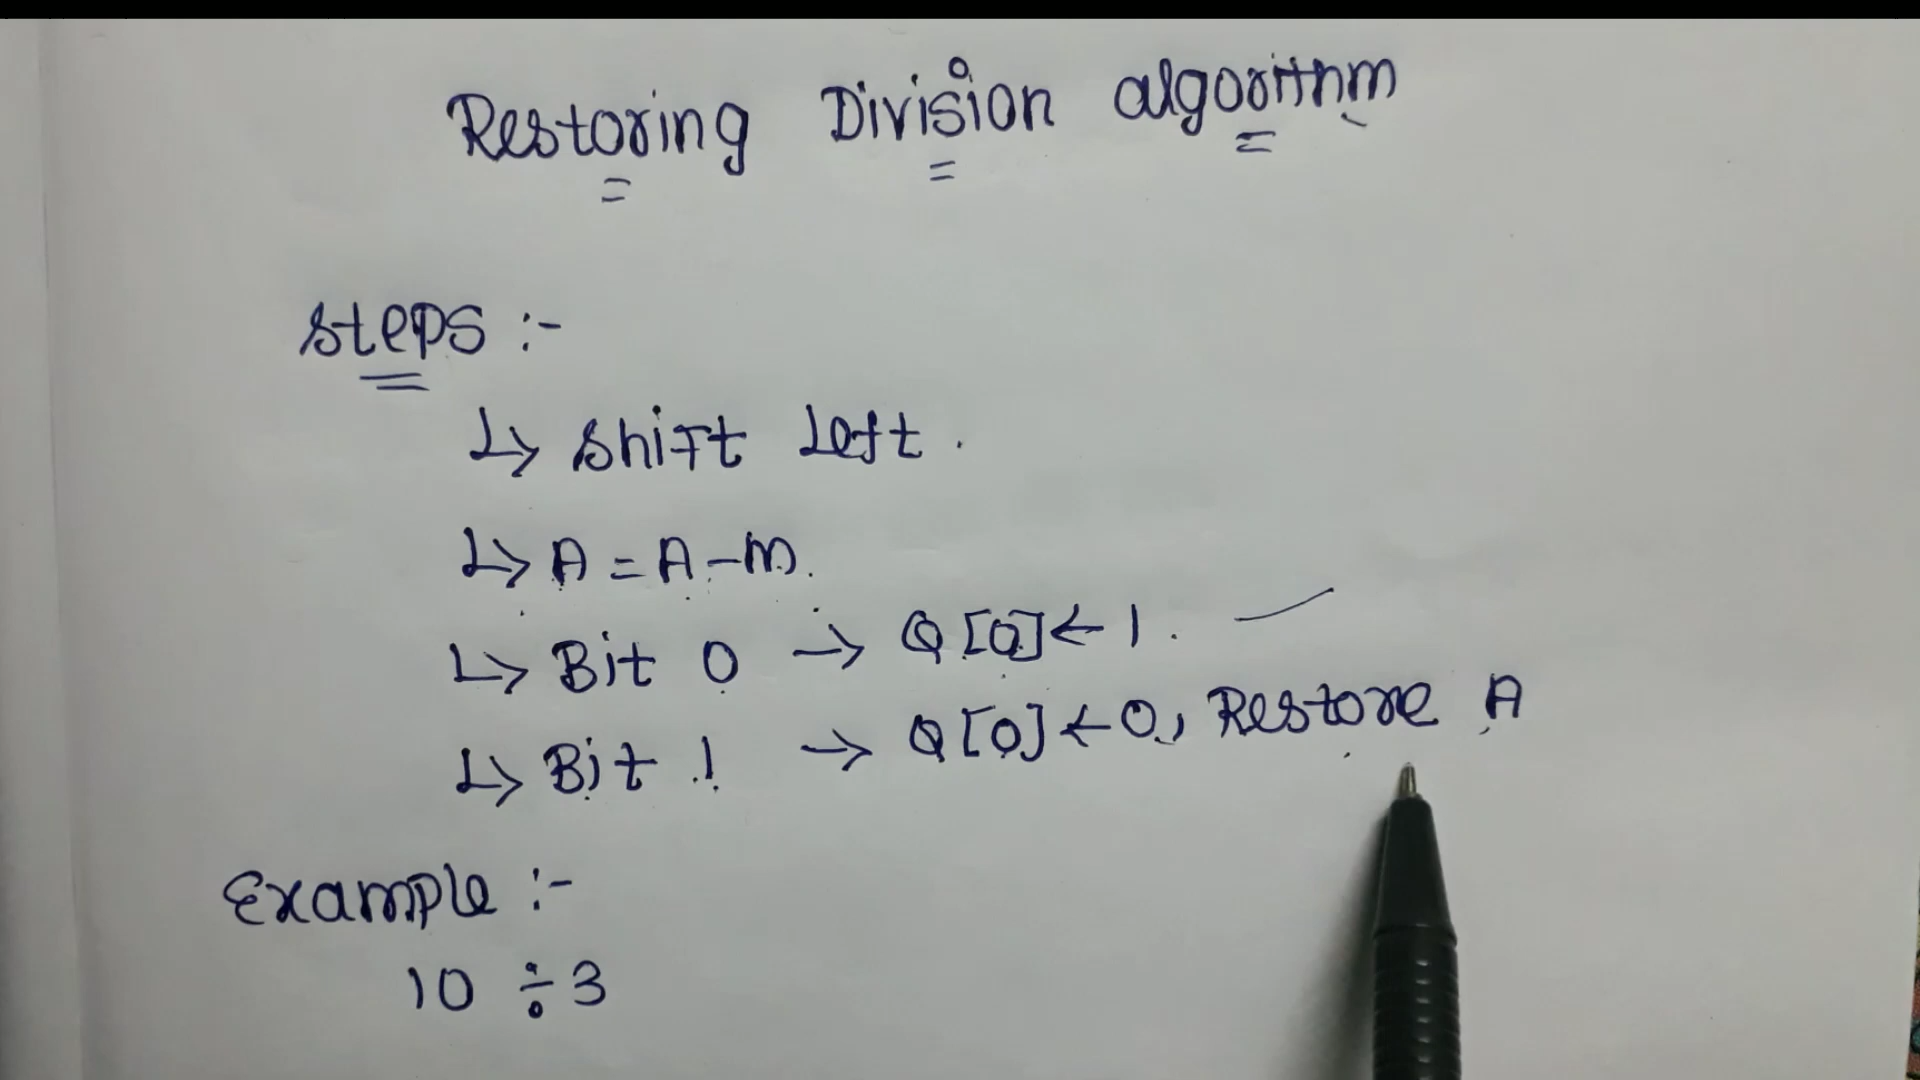 Restoring Division algorithm
Steps :-
↳ Shift Left.
↳ A = A - M.
↳ Bit 0 → Q[0] ← 1.
↳ Bit 1 → Q[0] ← 0, Restore A
Example :-
10 ÷ 3